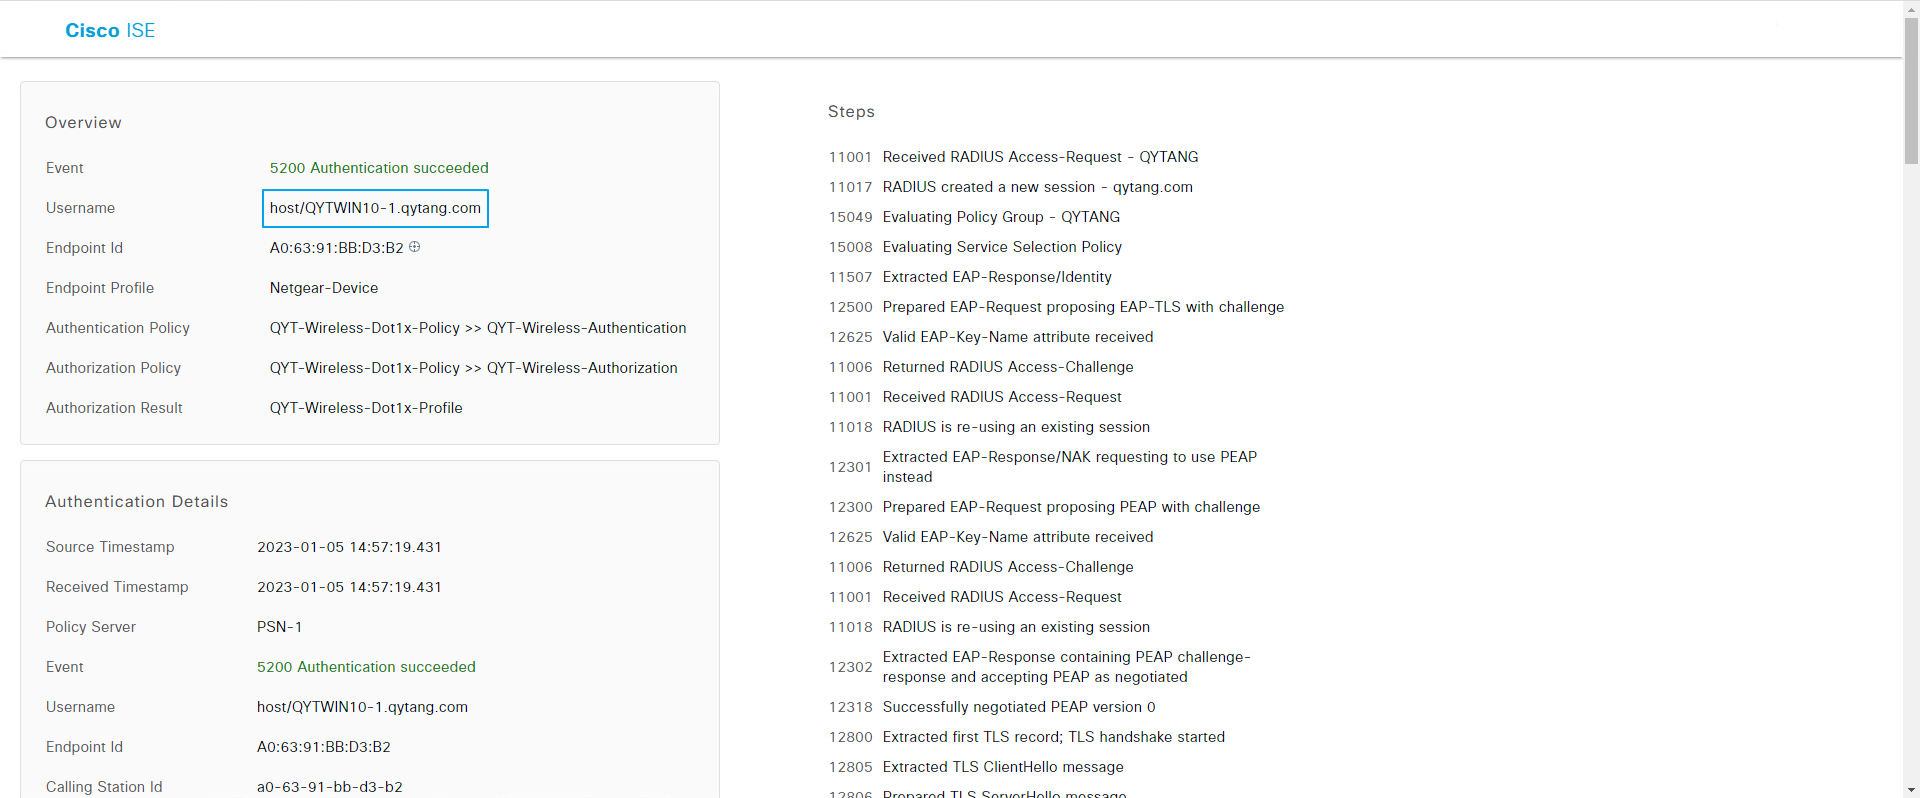 Cisco ISE
Overview
Event 5200 Authentication succeeded
Username host/QYTWIN10-1.qytang.com
Endpoint Id A0:63:91:BB:D3:B2
Endpoint Profile Netgear-Device
Authentication Policy QYT-Wireless-Dot1x-Policy >> QYT-Wireless-Authentication
Authorization Policy QYT-Wireless-Dot1x-Policy >> QYT-Wireless-Authorization
Authorization Result QYT-Wireless-Dot1x-Profile
Authentication Details
Source Timestamp 2023-01-05 14:57:19.431
Received Timestamp 2023-01-05 14:57:19.431
Policy Server PSN-1
Event 5200 Authentication succeeded
Username host/QYTWIN10-1.qytang.com
Endpoint Id A0:63:91:BB:D3:B2
Calling Station Id a0-63-91-bb-d3-b2
Steps
11001 Received RADIUS Access-Request - QYTANG
11017 RADIUS created a new session - qytang.com
15049 Evaluating Policy Group - QYTANG
15008 Evaluating Service Selection Policy
11507 Extracted EAP-Response/Identity
12500 Prepared EAP-Request proposing EAP-TLS with challenge
12625 Valid EAP-Key-Name attribute received
11006 Returned RADIUS Access-Challenge
11001 Received RADIUS Access-Request
11018 RADIUS is re-using an existing session
12301 Extracted EAP-Response/NAK requesting to use PEAP
instead
12300 Prepared EAP-Request proposing PEAP with challenge
12625 Valid EAP-Key-Name attribute received
11006 Returned RADIUS Access-Challenge
11001 Received RADIUS Access-Request
11018 RADIUS is re-using an existing session
12302 Extracted EAP-Response containing PEAP challenge-
response and accepting PEAP as negotiated
12318 Successfully negotiated PEAP version 0
12800 Extracted first TLS record; TLS handshake started
12805 Extracted TLS ClientHello message
12806 Prepared TLS ServerHello message